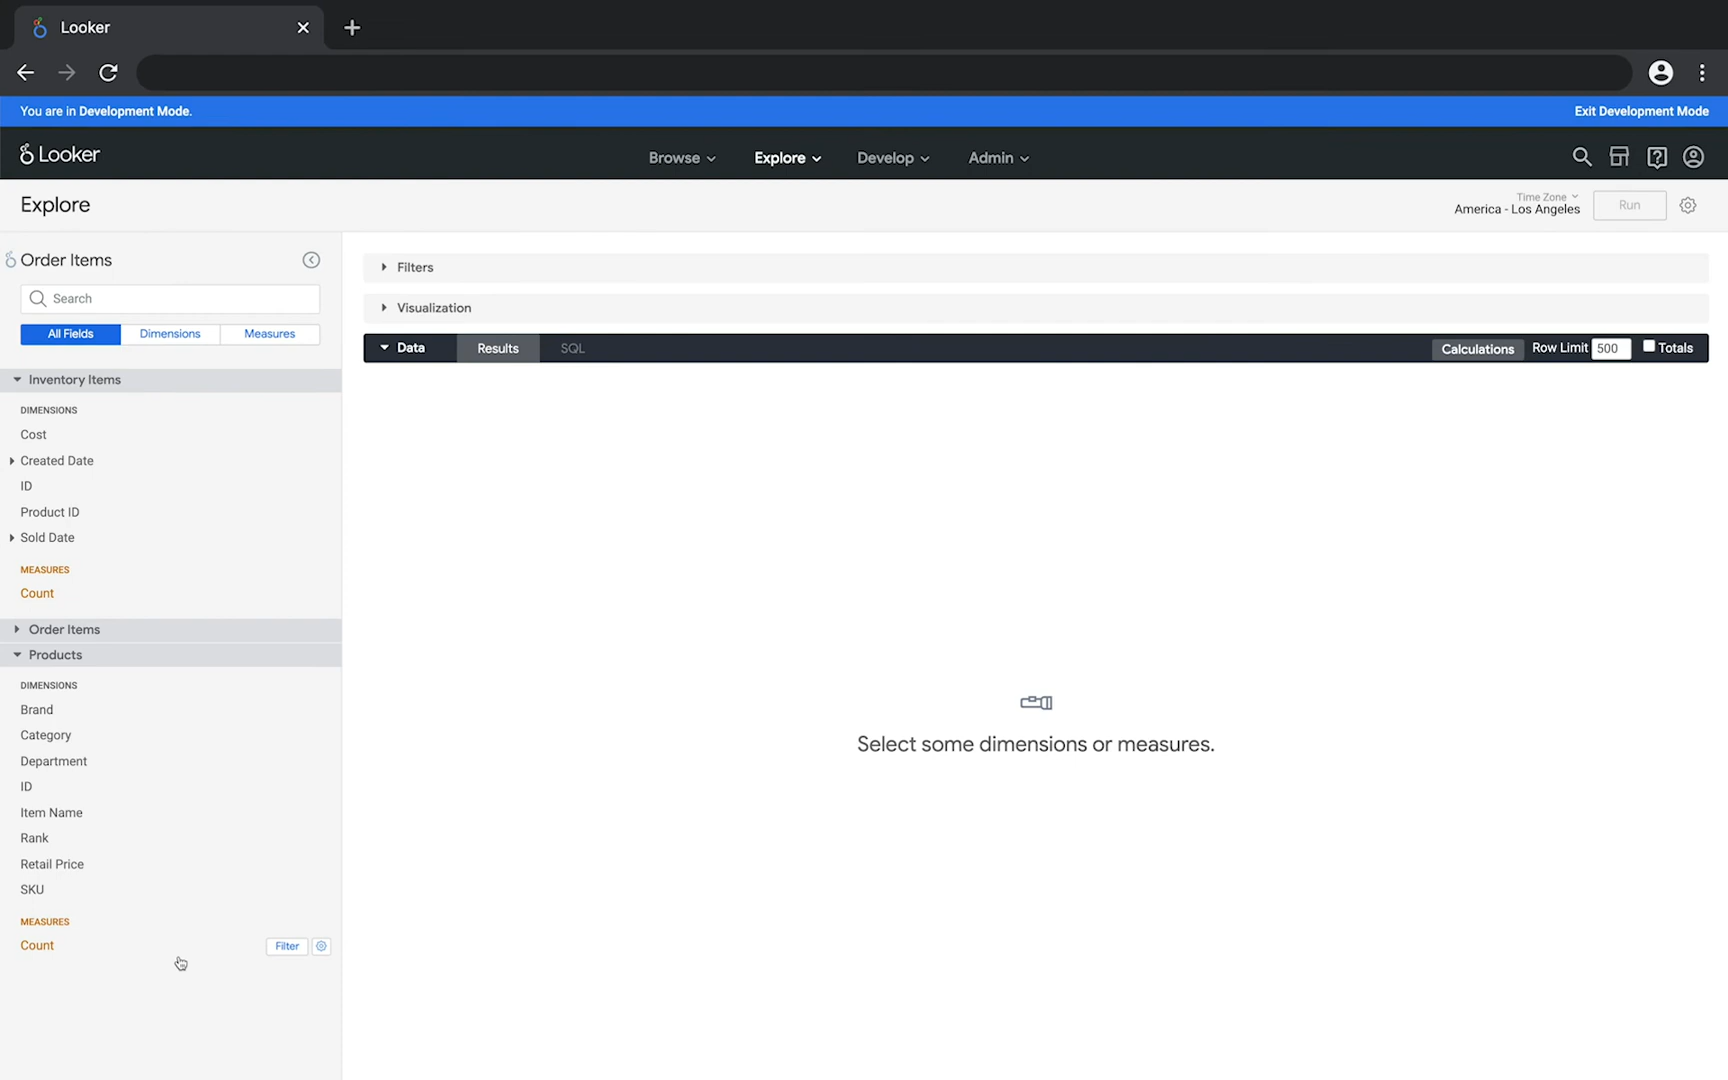 Looker
You are in Development Mode.
Exit Development Mode
Looker
Browse
Explore
Develop
Admin
Explore
Time Zone
America - Los Angeles
Run
Order Items
Search
All Fields
Dimensions
Measures
Inventory Items
DIMENSIONS
Cost
Created Date
ID
Product ID
Sold Date
MEASURES
Count
Order Items
Products
DIMENSIONS
Brand
Category
Department
ID
Item Name
Rank
Retail Price
SKU
MEASURES
Count
Filter
Filters
Visualization
Data
Results
SQL
Calculations
Row Limit
500
Totals
Select some dimensions or measures.